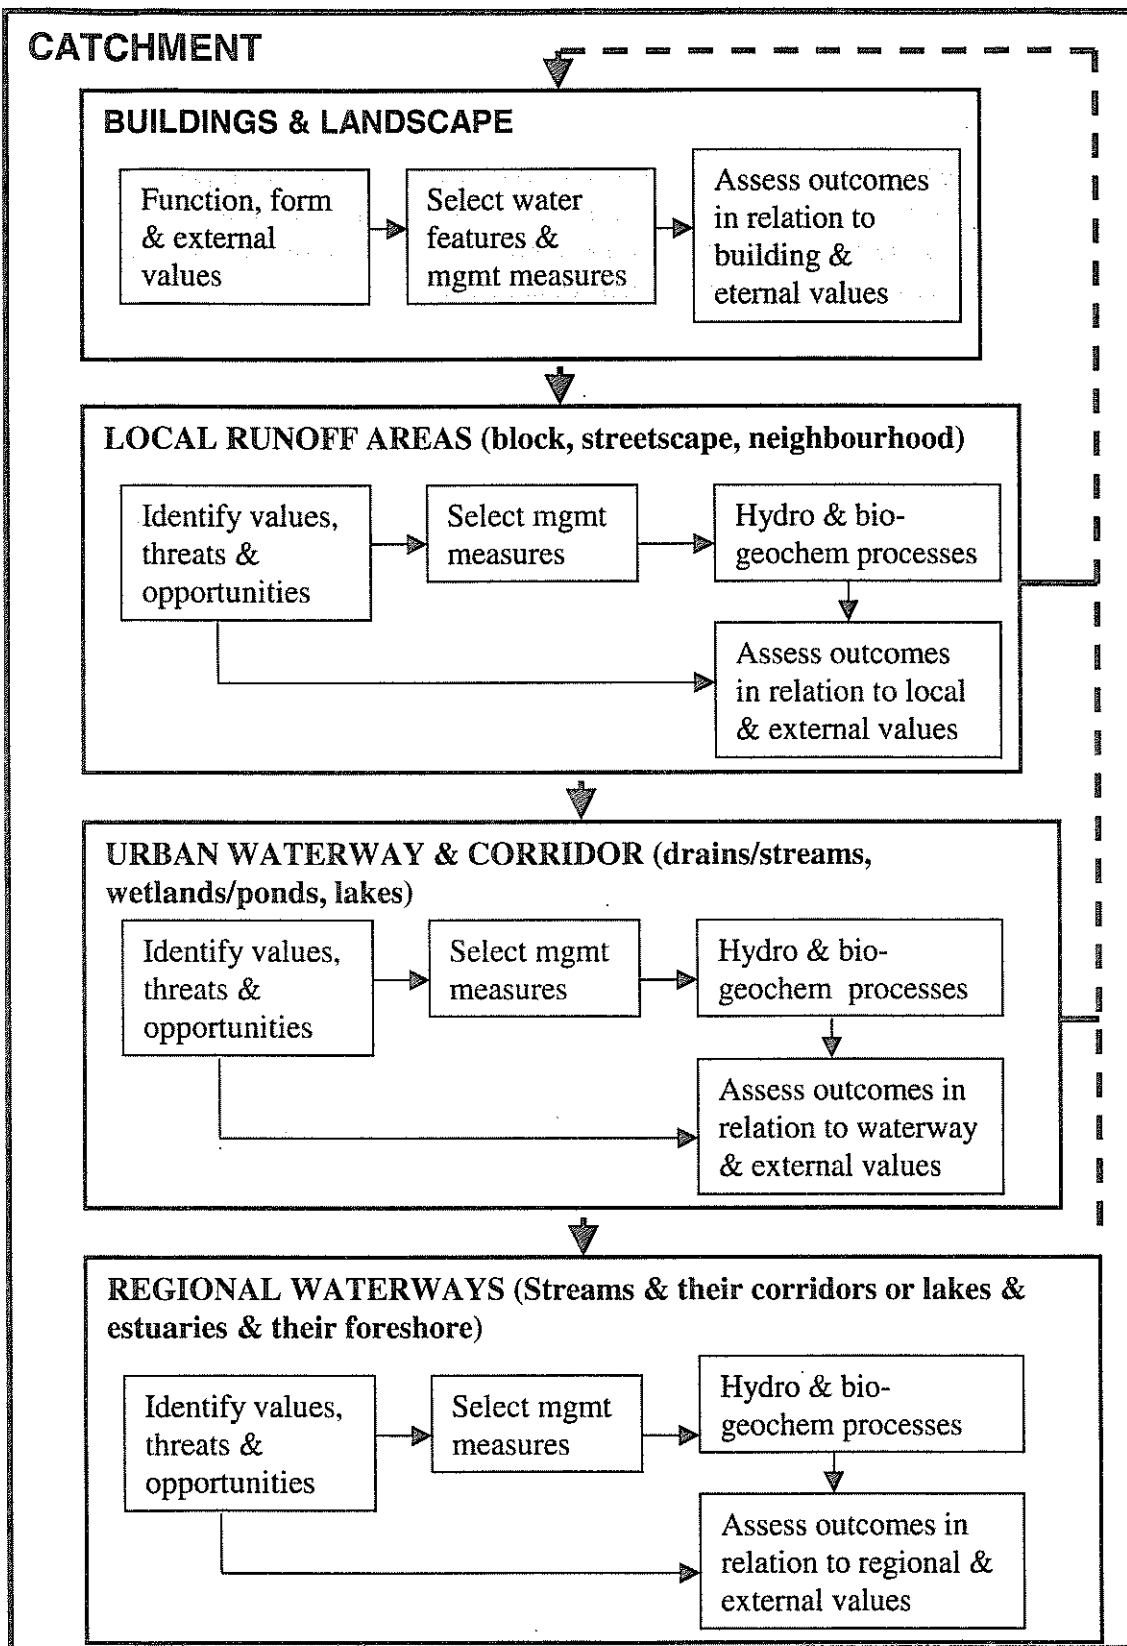 CATCHMENT
BUILDINGS & LANDSCAPE
Function, form
& external
values
Select water
features &
mgmt measures
Assess outcomes
in relation to
building &
eternal values
LOCAL RUNOFF AREAS (block, streetscape, neighbourhood)
Identify values,
threats &
opportunities
Select mgmt
measures
Hydro & bio-
geochem processes
Assess outcomes
in relation to local
& external values
URBAN WATERWAY & CORRIDOR (drains/streams,
wetlands/ponds, lakes)
Identify values,
threats &
opportunities
Select mgmt
measures
Hydro & bio-
geochem processes
Assess outcomes in
relation to waterway
& external values
REGIONAL WATERWAYS (Streams & their corridors or lakes &
estuaries & their foreshore)
Identify values,
threats &
opportunities
Select mgmt
measures
Hydro & bio-
geochem processes
Assess outcomes in
relation to regional &
external values